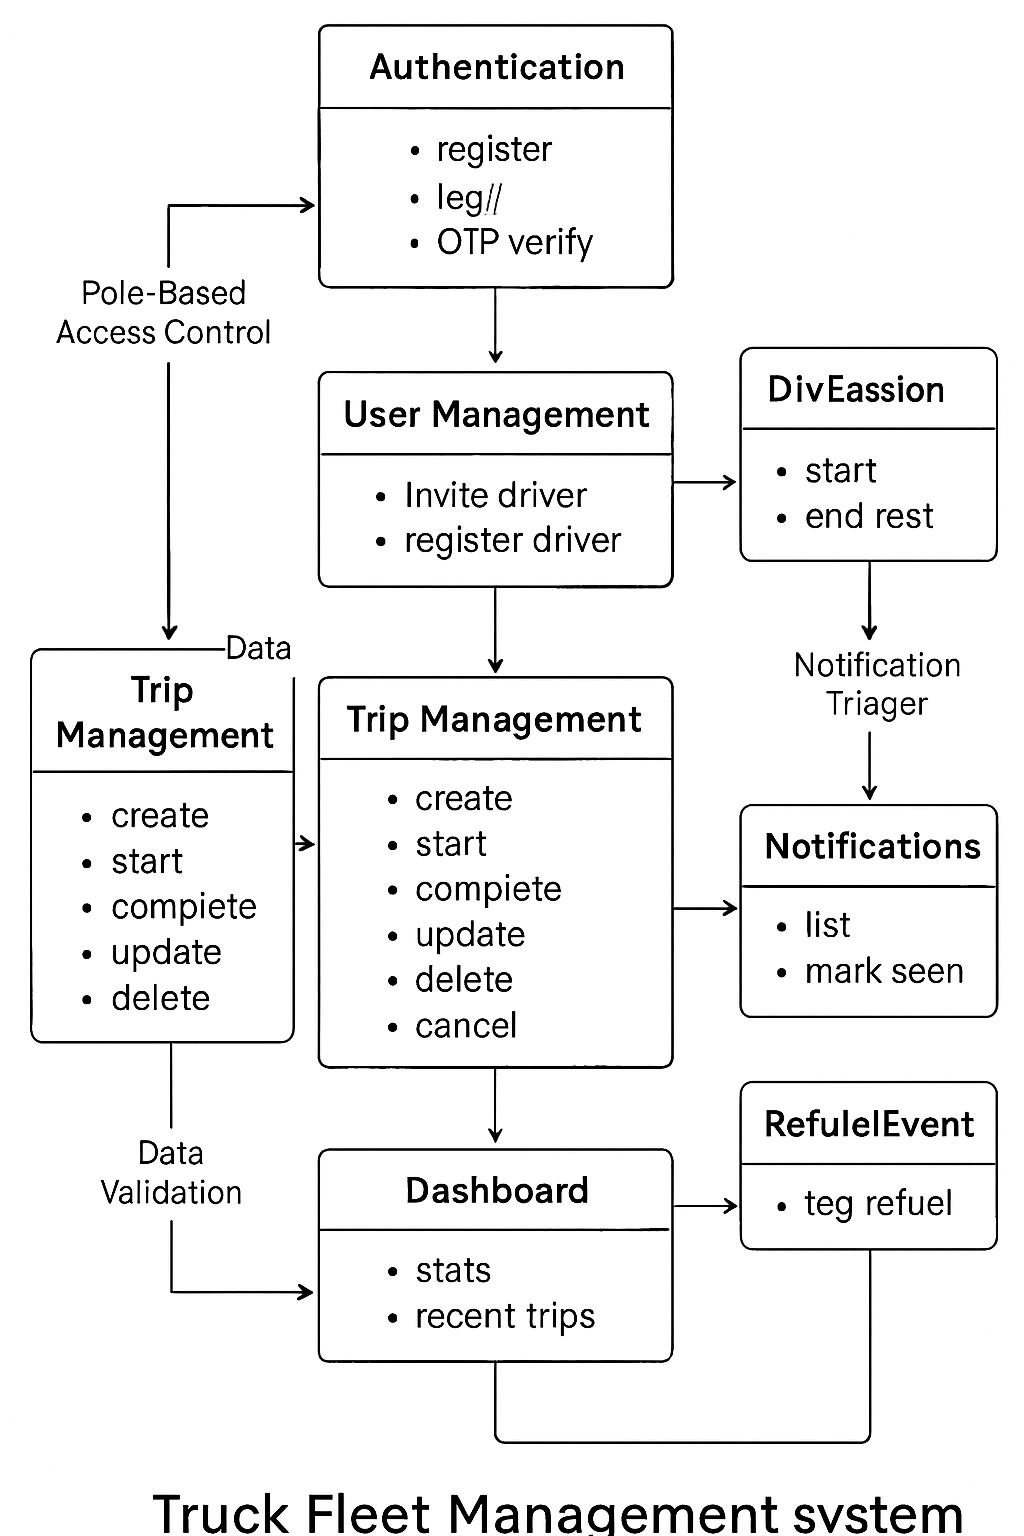 Authentication
• register
• leg//
• OTP verify
Pole-Based
Access Control
User Management
• Invite driver
• register driver
DivEassion
• start
• end rest
Notification
Triager
Data
Trip
Management
• create
• start
• compiete
• update
• delete
Trip Management
• create
• start
• compiete
• update
• delete
• cancel
Notifications
• list
• mark seen
Data
Validation
Dashboard
• stats
• recent trips
RefulelEvent
• teg refuel
Truck Fleet Management system